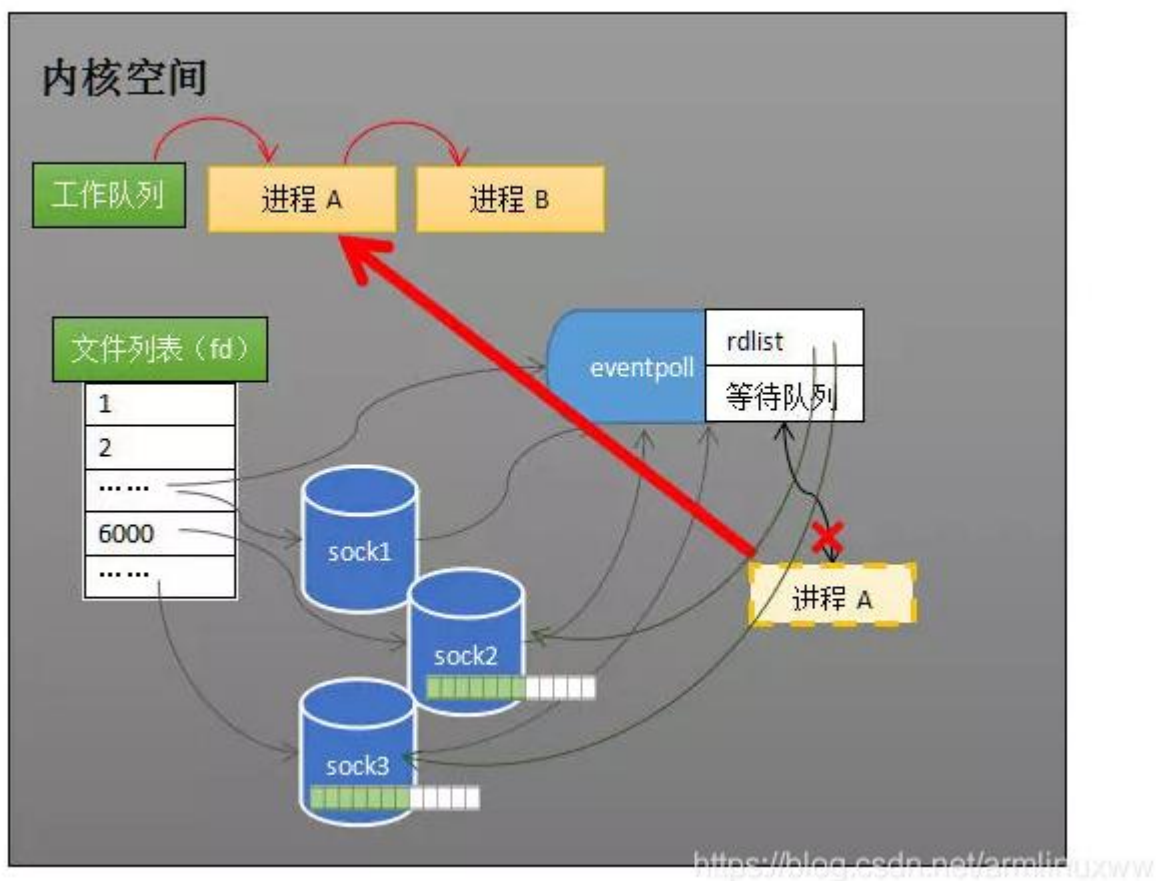 内核空间
工作队列
进程 A
进程 B
文件列表（fd）
1
2
……
6000
……
eventpoll
rdlist
等待队列
sock1
sock2
sock3
进程 A
https://blog.csdn.net/armlinuxww